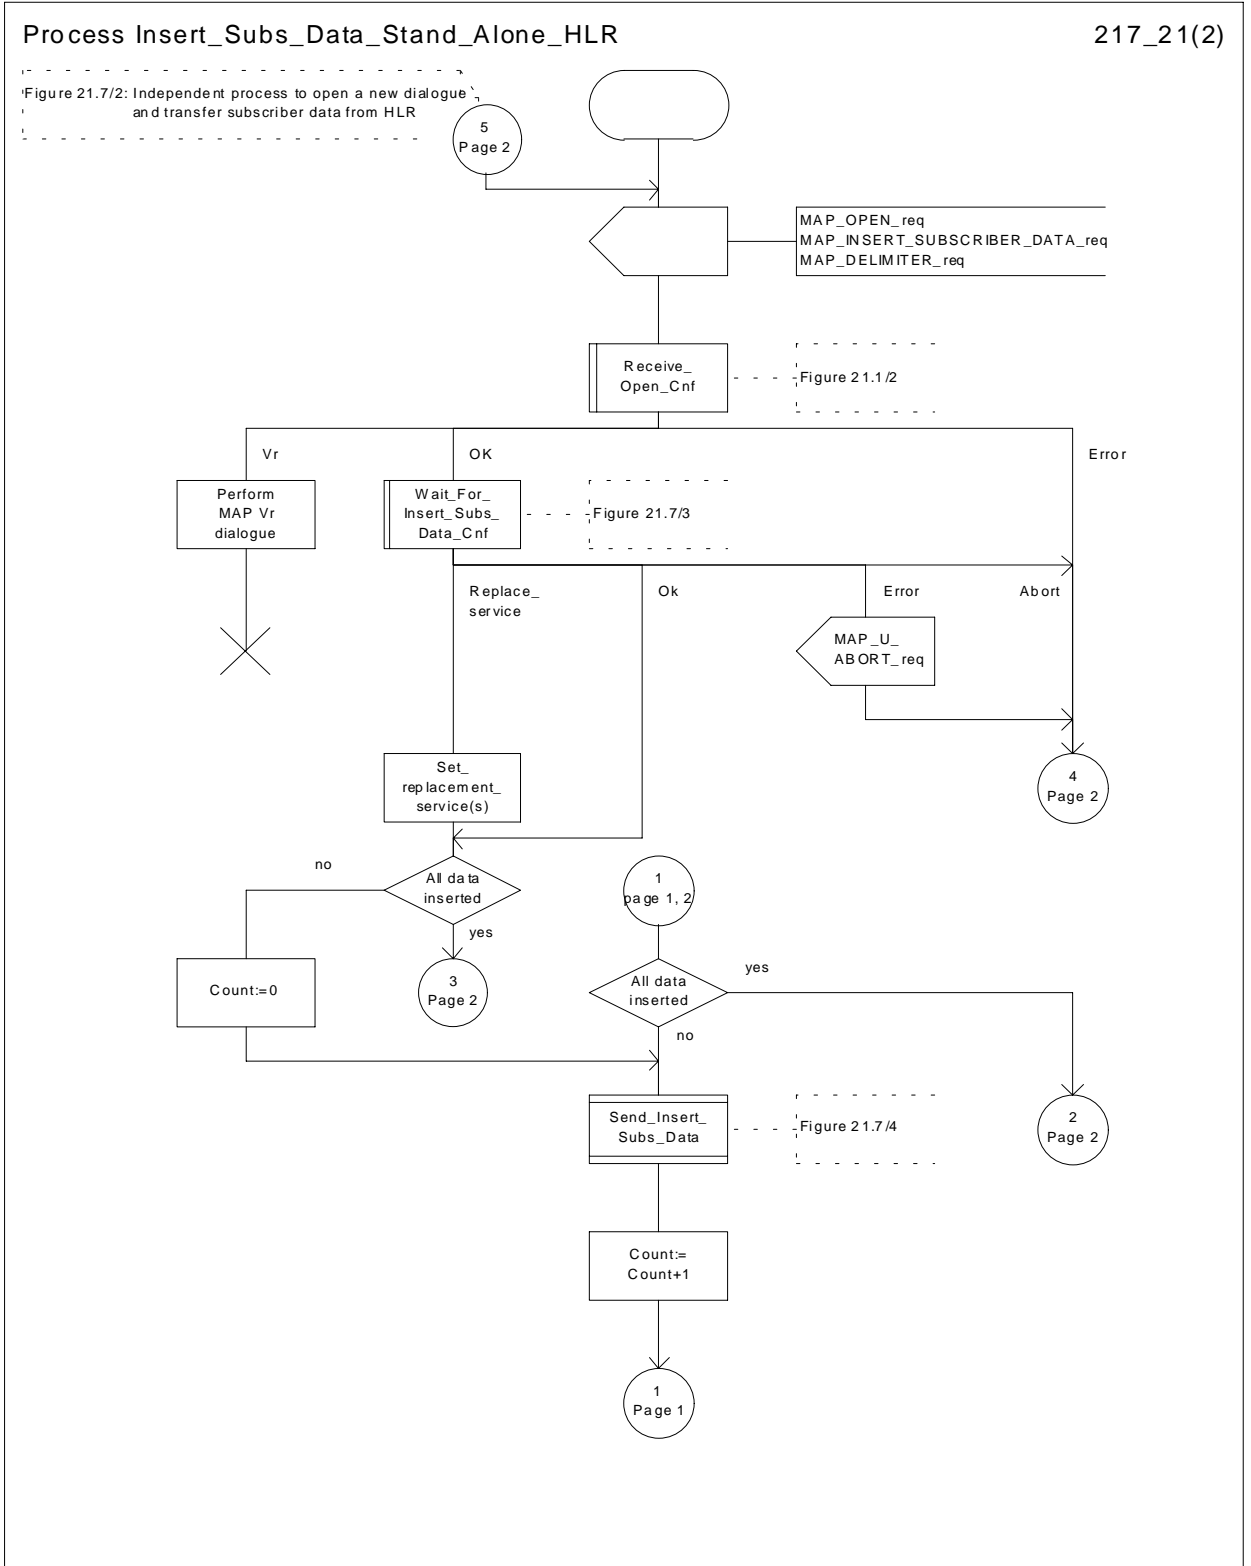 Process Insert_Subs_Data_Stand_Alone_HLR
217_21(2)
Figure 21.7/2: Independent process to open a new dialogue
and transfer subscriber data from HLR
5
Page 2
MAP_OPEN_req
MAP_INSERT_SUBSCRIBER_DATA_req
MAP_DELIMITER_req
Receive_
Open_Cnf
Figure 21.1/2
Vr
OK
Error
Perform
MAP Vr
dialogue
Wait_For_
Insert_Subs_
Data_Cnf
Figure 21.7/3
Replace_
service
Ok
Error
Abort
MAP_U_
ABORT_req
Set_
replacement_
service(s)
4
Page 2
no
All data
inserted
yes
1
page 1, 2
Count:=0
3
Page 2
All data
inserted
yes
no
Send_Insert_
Subs_Data
Figure 21.7/4
2
Page 2
Count:=
Count+1
1
Page 1